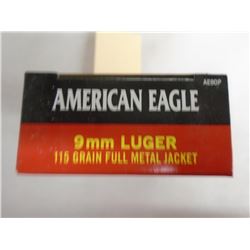 AE9DP
AMERICAN EAGLE
9mm LUGER
115 GRAIN FULL METAL JACKET